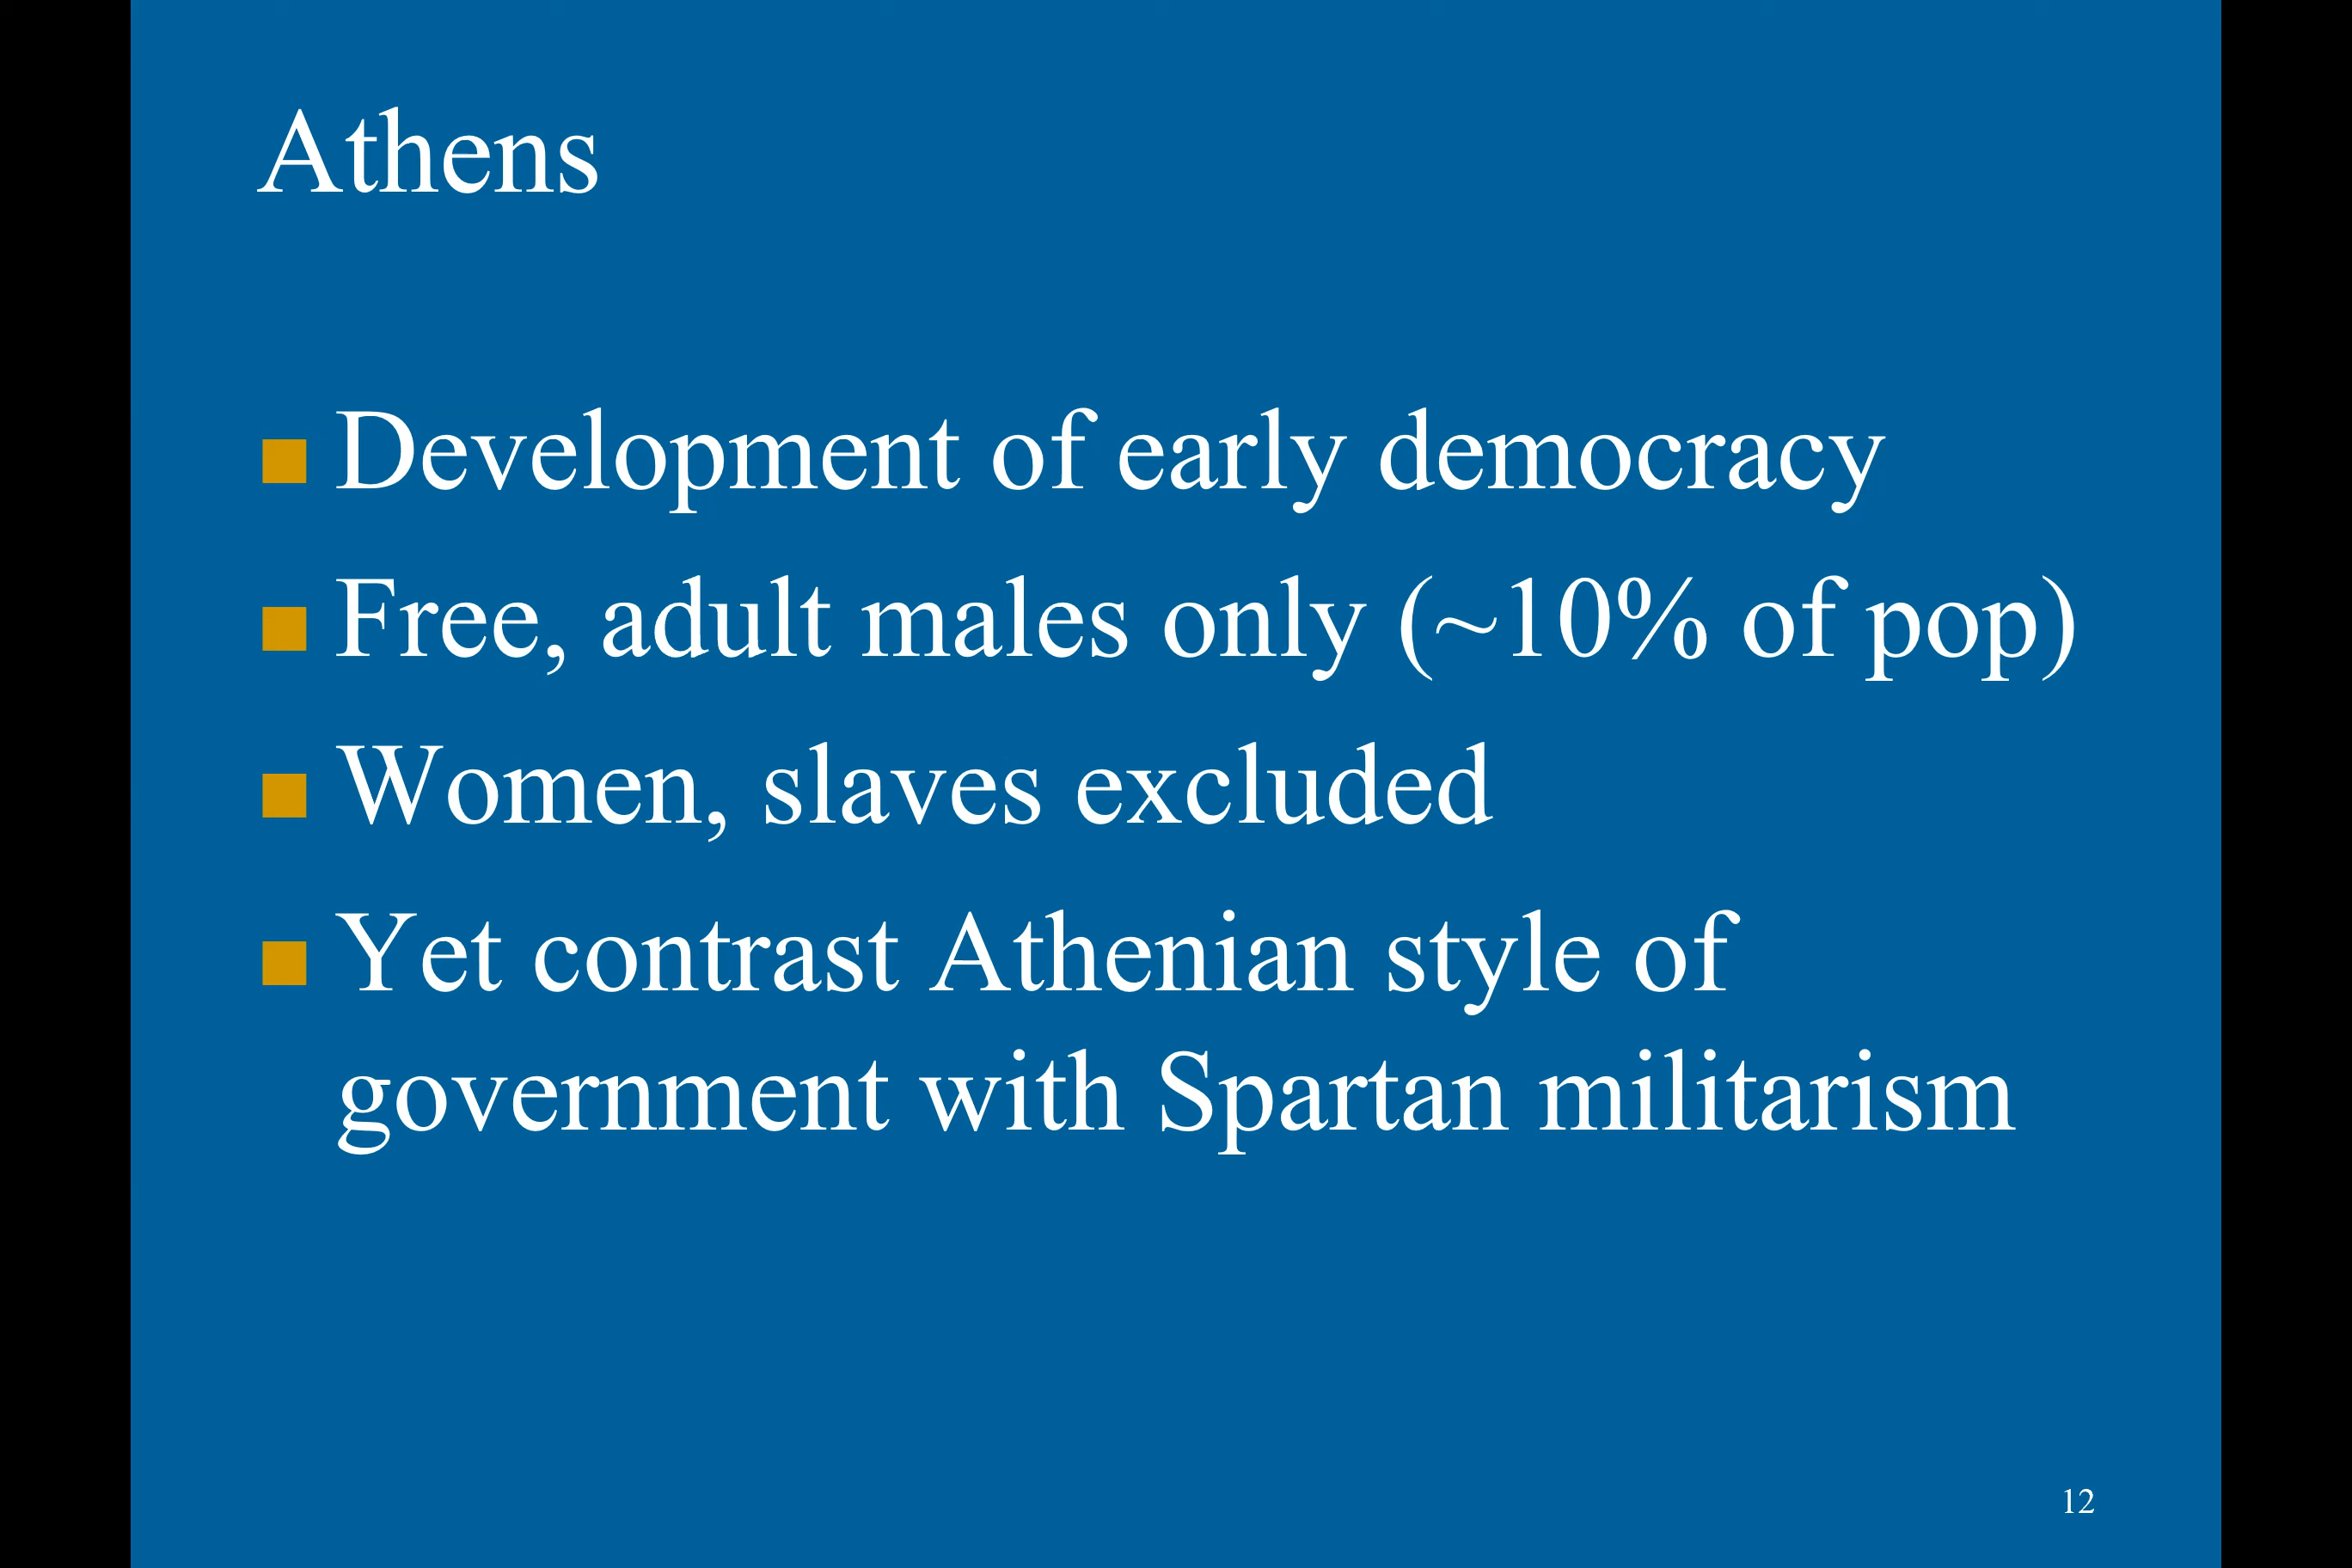 Athens
Development of early democracy
Free, adult males only (~10% of pop)
Women, slaves excluded
Yet contrast Athenian style of
government with Spartan militarism
12